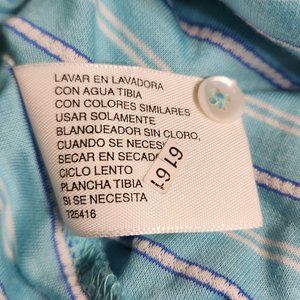 LAVAR EN LAVADORA
CON AGUA TIBIA
CON COLORES SIMILARES
USAR SOLAMENTE
BLANQUEADOR SIN CLORO,
CUANDO SE NECESI
SECAR EN SECAD
CICLO LENTO
PLANCHA TIBIA
SI SE NECESITA
725416